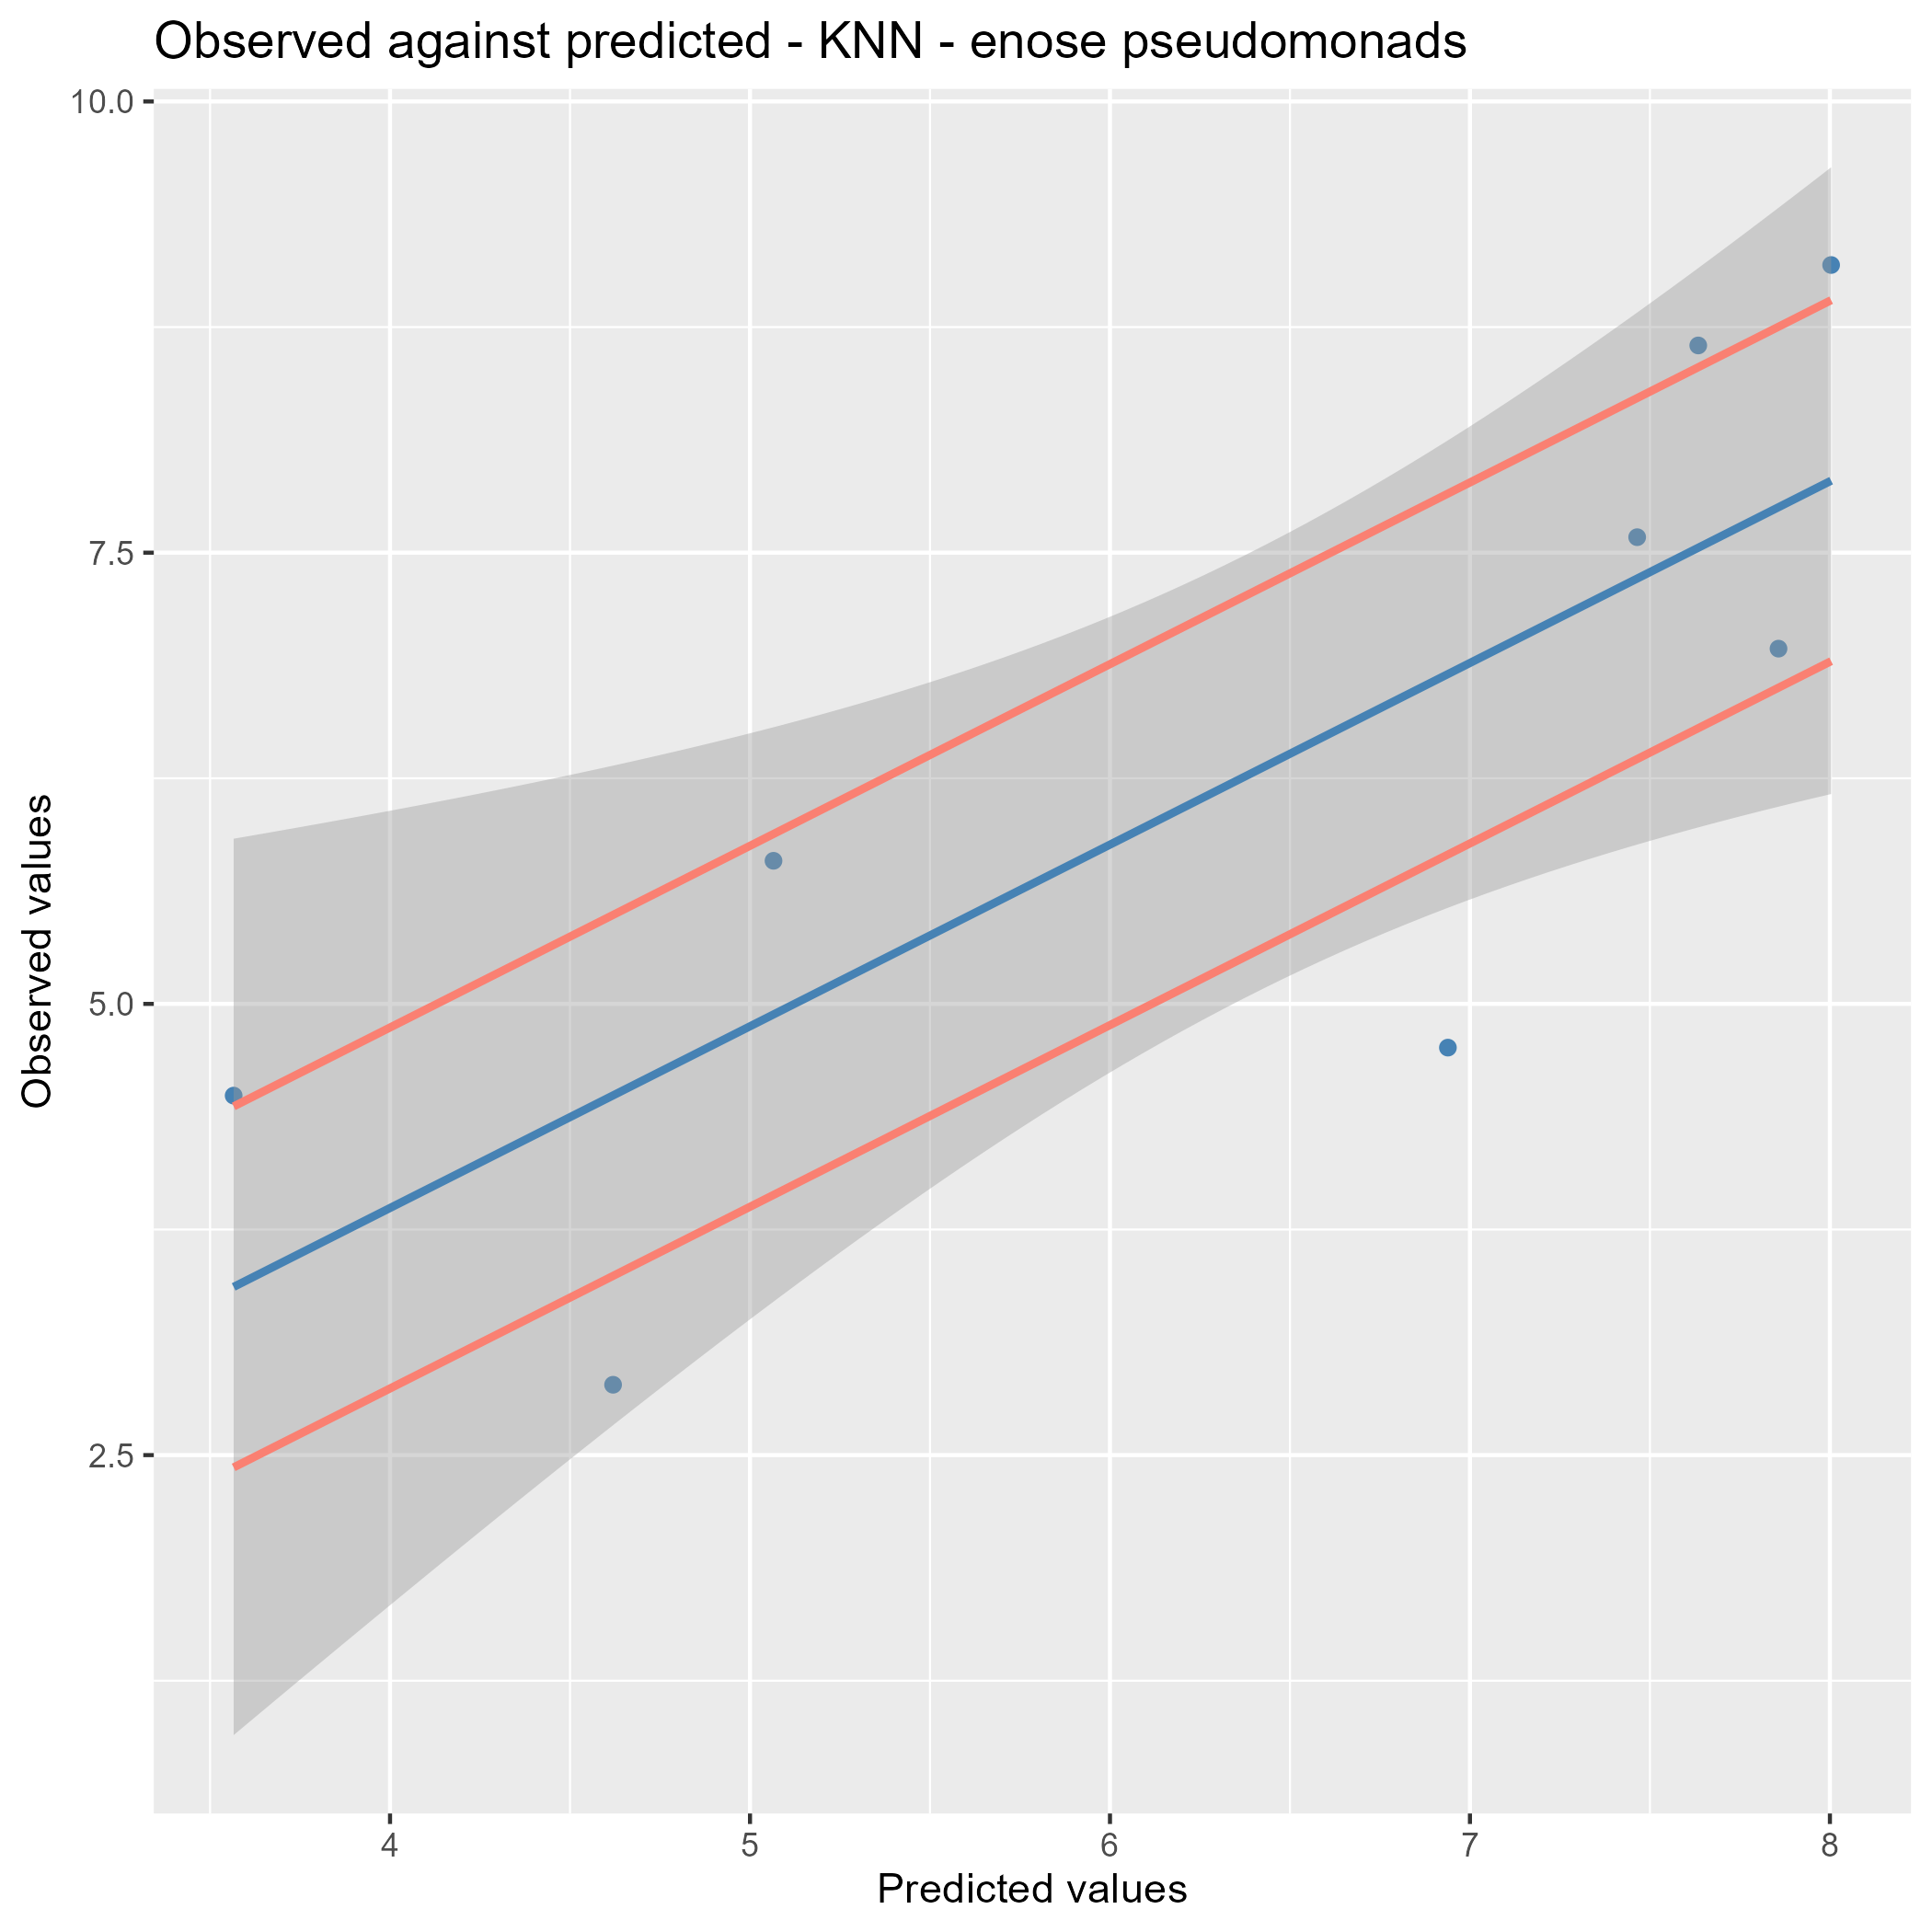 Observed against predicted - KNN - enose pseudomonads
10.0
7.5
5.0
2.5
Observed values
4 5 6 7 8
Predicted values